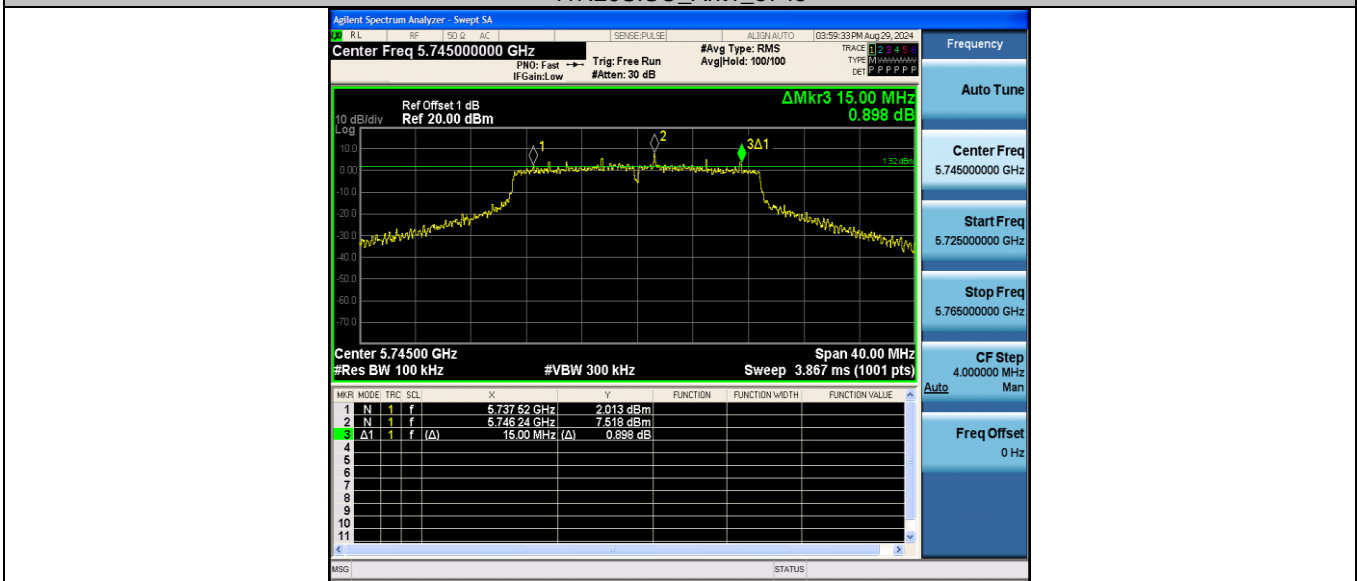 Agilent Spectrum Analyzer - Swept SA
RL RF 50 Ω AC SENSE:PULSE ALIGN AUTO 03:59:33 PM Aug 29, 2024
Center Freq 5.745000000 GHz
PNO: Fast
IFGain:Low
Trig: Free Run
#Atten: 30 dB
#Avg Type: RMS
Avg|Hold: 100/100
TRACE 1 2 3 4 5 6
TYPE M
DET P P P P P P
ΔMkr3 15.00 MHz
0.898 dB
Ref Offset 1 dB
10 dB/div Ref 20.00 dBm
Log
10.0
0.00
-10.0
-20.0
-30.0
-40.0
-50.0
-60.0
-70.0
1
2
3Δ1
1.52 dBm
Center 5.74500 GHz Span 40.00 MHz
#Res BW 100 kHz #VBW 300 kHz Sweep 3.867 ms (1001 pts)
MKR MODE TRC SCL X Y FUNCTION FUNCTION WIDTH FUNCTION VALUE
1 N 1 f 5.737 52 GHz 2.013 dBm
2 N 1 f 5.746 24 GHz 7.518 dBm
3 Δ1 1 f (Δ) 15.00 MHz (Δ) 0.898 dB
4
5
6
7
8
9
10
11
MSG STATUS
Frequency
Auto Tune
Center Freq
5.745000000 GHz
Start Freq
5.725000000 GHz
Stop Freq
5.765000000 GHz
CF Step
4.000000 MHz
Auto Man
Freq Offset
0 Hz